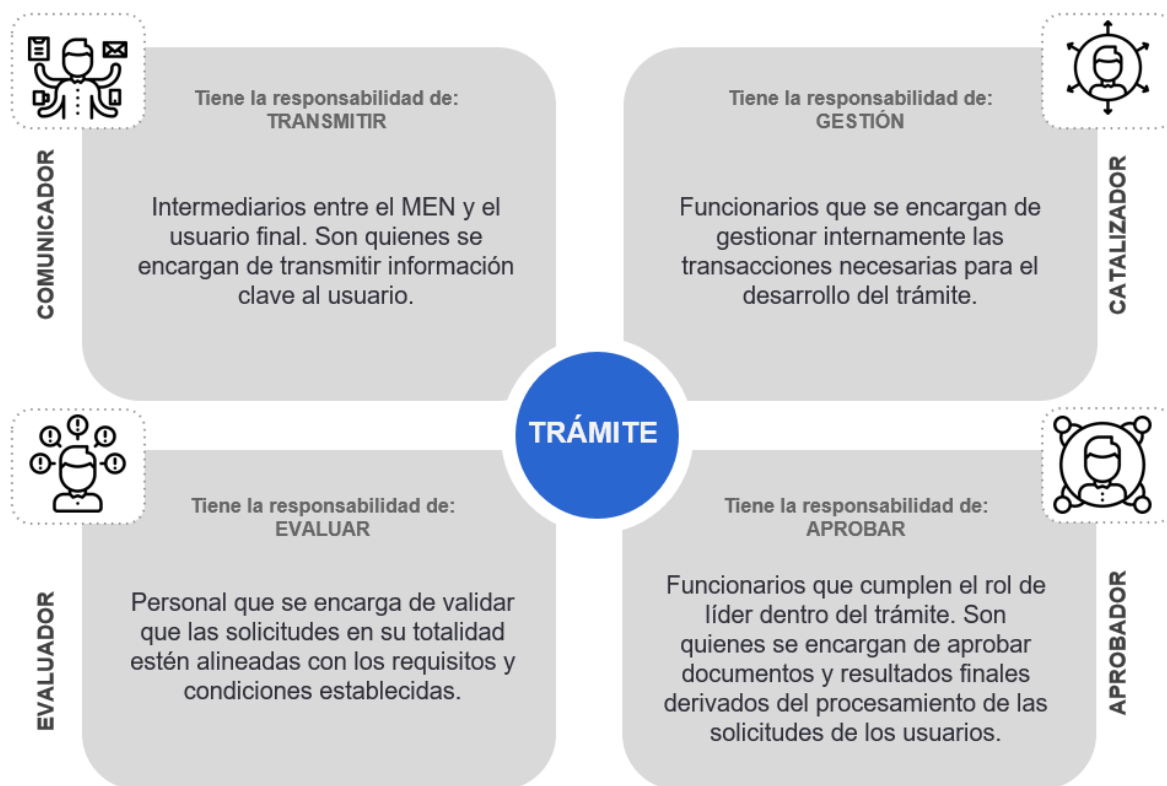 COMUNICADOR
Tiene la responsabilidad de:
TRANSMITIR
Intermediarios entre el MEN y el
usuario final. Son quienes se
encargan de transmitir información
clave al usuario.
Tiene la responsabilidad de:
GESTIÓN
Funcionarios que se encargan de
gestionar internamente las
transacciones necesarias para el
desarrollo del trámite.
CATALIZADOR
TRÁMITE
EVALUADOR
Tiene la responsabilidad de:
EVALUAR
Personal que se encarga de validar
que las solicitudes en su totalidad
estén alineadas con los requisitos y
condiciones establecidas.
Tiene la responsabilidad de:
APROBAR
Funcionarios que cumplen el rol de
líder dentro del trámite. Son
quienes se encargan de aprobar
documentos y resultados finales
derivados del procesamiento de las
solicitudes de los usuarios.
APROBADOR